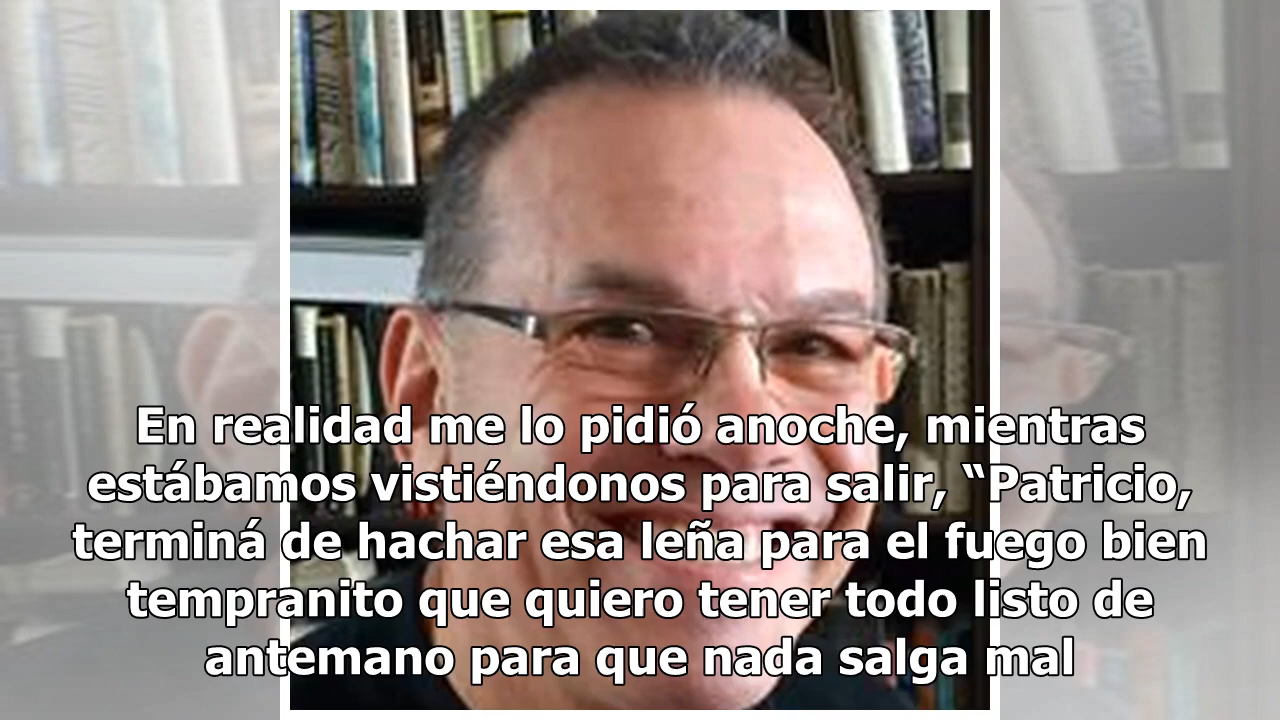 En realidad me lo pidió anoche, mientras
estábamos vistiéndonos para salir, “Patricio,
terminá de hachar esa leña para el fuego bien
tempranito que quiero tener todo listo de
antemano para que nada salga mal